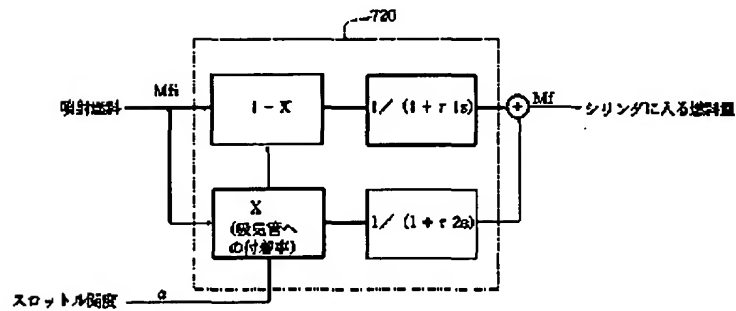 720
Mfi
噴射燃料
1 - X
1 / (1 + τ 1s)
Mf
シリンダに入る燃料量
X
(吸気管へ
の付着率)
1 / (1 + τ 2s)
スロットル開度
α